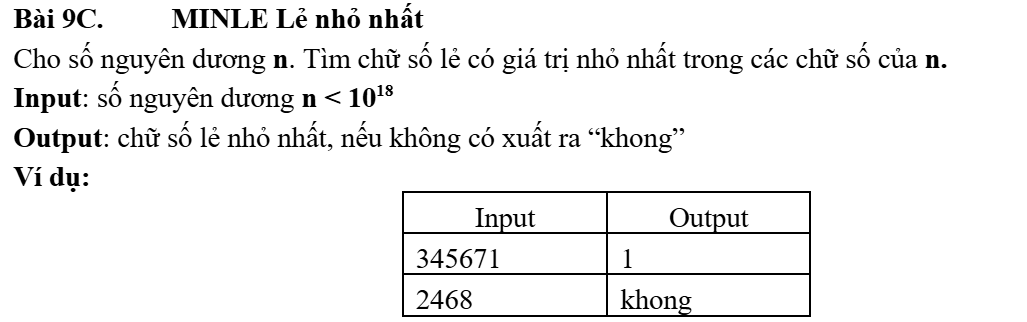 Bài 9C. MINLE Lẻ nhỏ nhất
Cho số nguyên dương n. Tìm chữ số lẻ có giá trị nhỏ nhất trong các chữ số của n.
Input: số nguyên dương n < 10¹⁸
Output: chữ số lẻ nhỏ nhất, nếu không có xuất ra “khong”
Ví dụ:
Input Output
345671 1
2468 khong